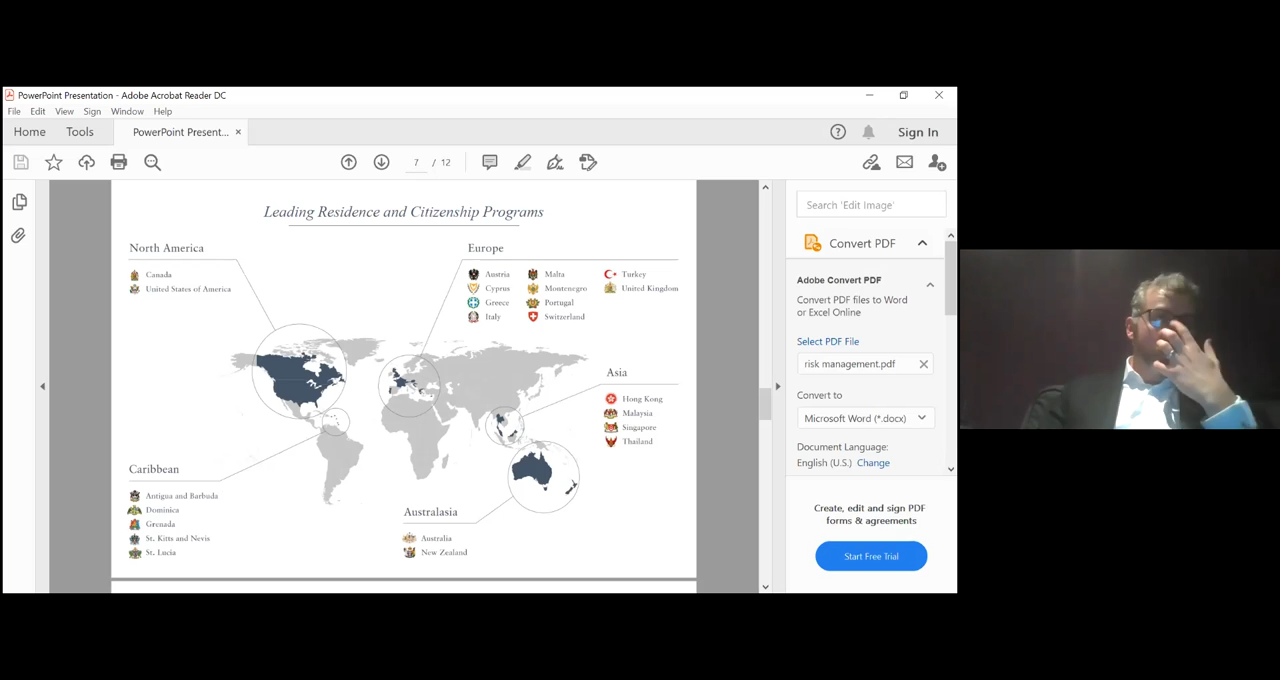 PowerPoint Presentation - Adobe Acrobat Reader DC
File Edit View Sign Window Help
Home Tools PowerPoint Present... × Sign In
7 / 12
Leading Residence and Citizenship Programs
North America
Canada
United States of America
Europe
Austria
Cyprus
Greece
Italy
Malta
Montenegro
Portugal
Switzerland
Turkey
United Kingdom
Asia
Hong Kong
Malaysia
Singapore
Thailand
Caribbean
Antigua and Barbuda
Dominica
Grenada
St. Kitts and Nevis
St. Lucia
Australasia
Australia
New Zealand
Search 'Edit Image'
Convert PDF
Adobe Convert PDF
Convert PDF files to Word
or Excel Online
Select PDF File
risk management.pdf
Convert to
Microsoft Word (*.docx)
Document Language:
English (U.S.) Change
Create, edit and sign PDF
forms & agreements
Start Free Trial